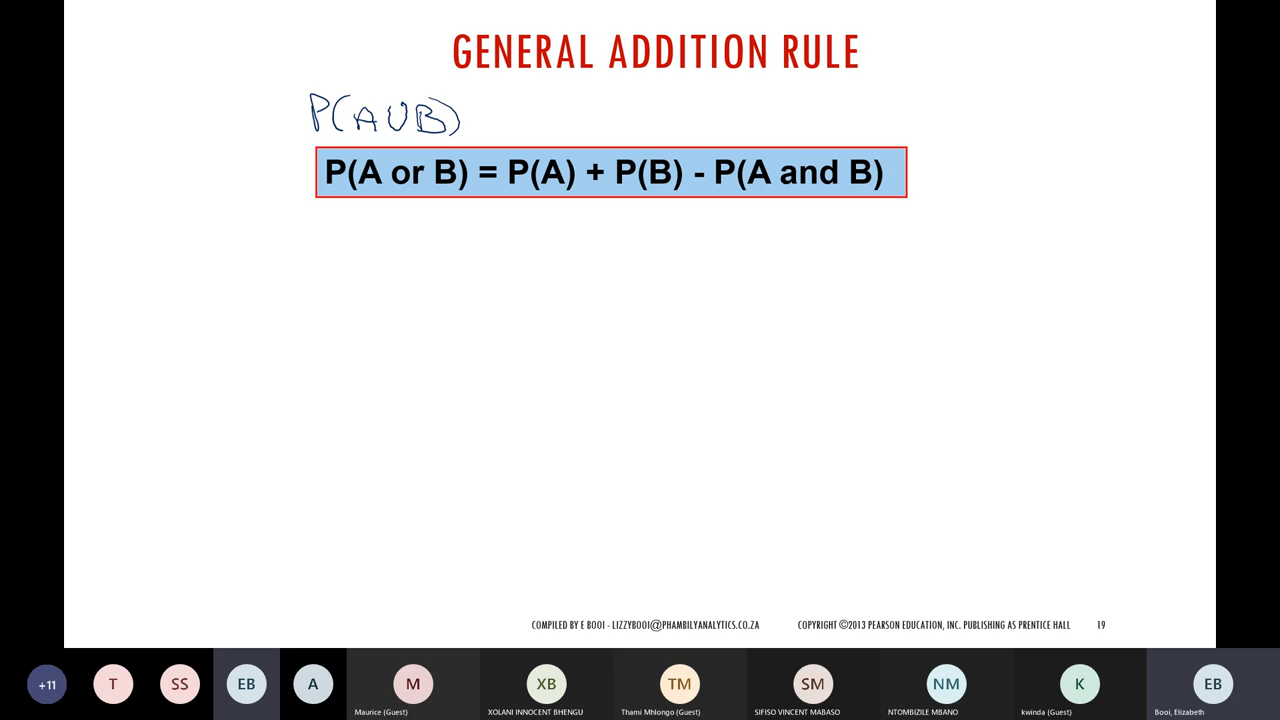 GENERAL ADDITION RULE
P(A∪B)
P(A or B) = P(A) + P(B) - P(A and B)
COMPILED BY E BOOI - LIZZYBOOI@PHAMBILYANALYTICS.CO.ZA COPYRIGHT ©2013 PEARSON EDUCATION, INC. PUBLISHING AS PRENTICE HALL 19
+11 T SS EB A M XB TM SM NM K EB
Maurice (Guest) XOLANI INNOCENT BHENGU Thami Mhlongo (Guest) SIFISO VINCENT MABASO NTOMBIZILE MBANO kwinda (Guest) Booi, Elizabeth